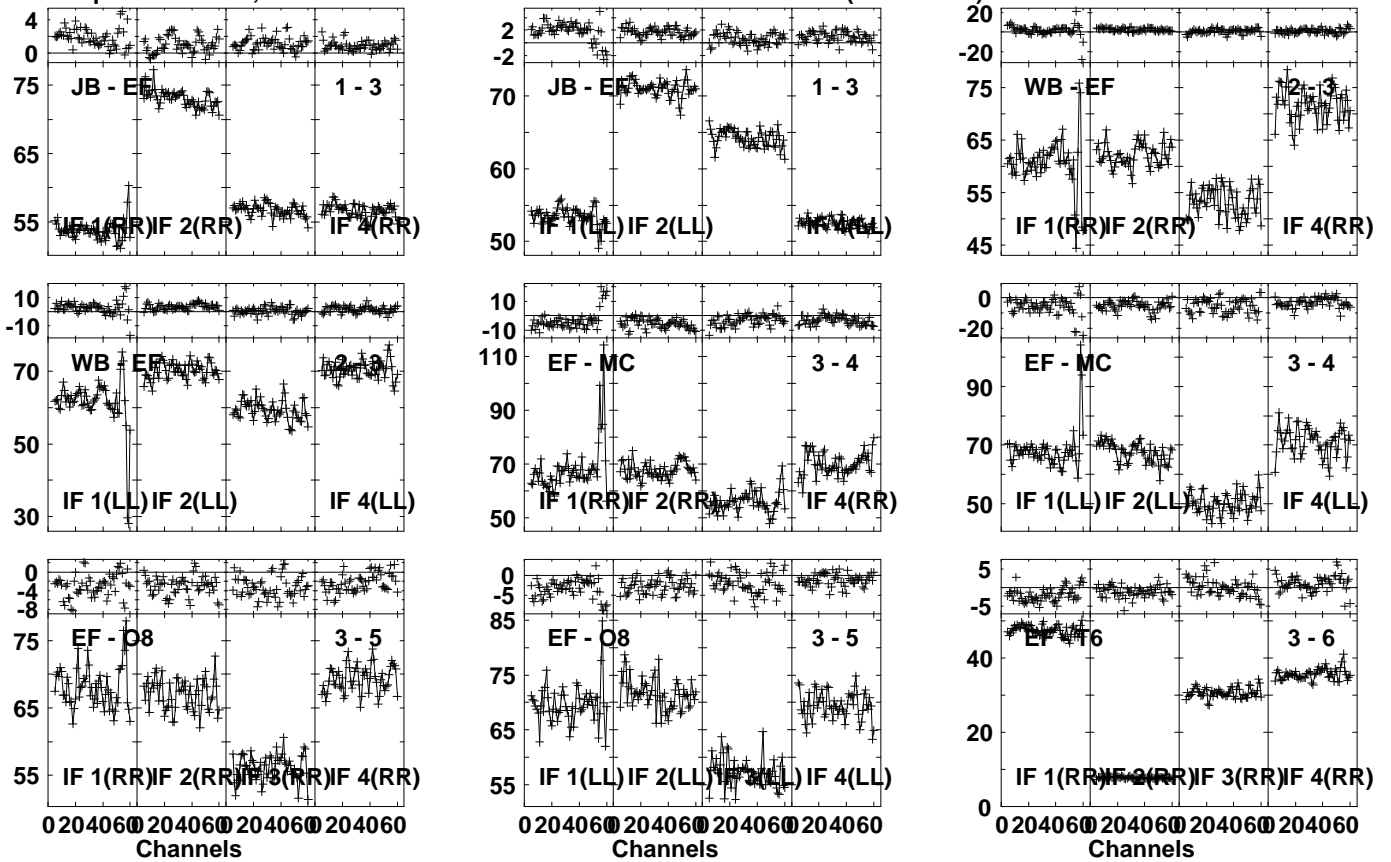 4
0
75
65
55
JB - EF
1 - 3
IF 1(RR)
IF 2(RR)
IF 4(RR)
2
-2
70
60
50
JB - EF
1 - 3
IF 1(LL)
IF 2(LL)
IF 4(LL)
20
-20
75
65
55
45
WB - EF
2 - 3
IF 1(RR)
IF 2(RR)
IF 4(RR)
10
-10
70
50
30
WB - EF
2 - 3
IF 1(LL)
IF 2(LL)
IF 4(LL)
10
-10
110
90
70
50
EF - MC
3 - 4
IF 1(RR)
IF 2(RR)
IF 4(RR)
0
-20
90
70
50
EF - MC
3 - 4
IF 1(LL)
IF 2(LL)
IF 4(LL)
0
-4
-8
75
65
55
EF - O8
3 - 5
IF 1(RR)
IF 2(RR)
IF 3(RR)
IF 4(RR)
0 20 40 60 0 20 40 60 0 20 40 60 0 20 40 60
Channels
0
-5
85
75
65
55
EF - O8
3 - 5
IF 1(LL)
IF 2(LL)
IF 3(LL)
IF 4(LL)
0 20 40 60 0 20 40 60 0 20 40 60 0 20 40 60
Channels
5
-5
40
20
0
EF - T6
3 - 6
IF 1(RR)
IF 2(RR)
IF 3(RR)
IF 4(RR)
0 20 40 60 0 20 40 60 0 20 40 60 0 20 40 60
Channels